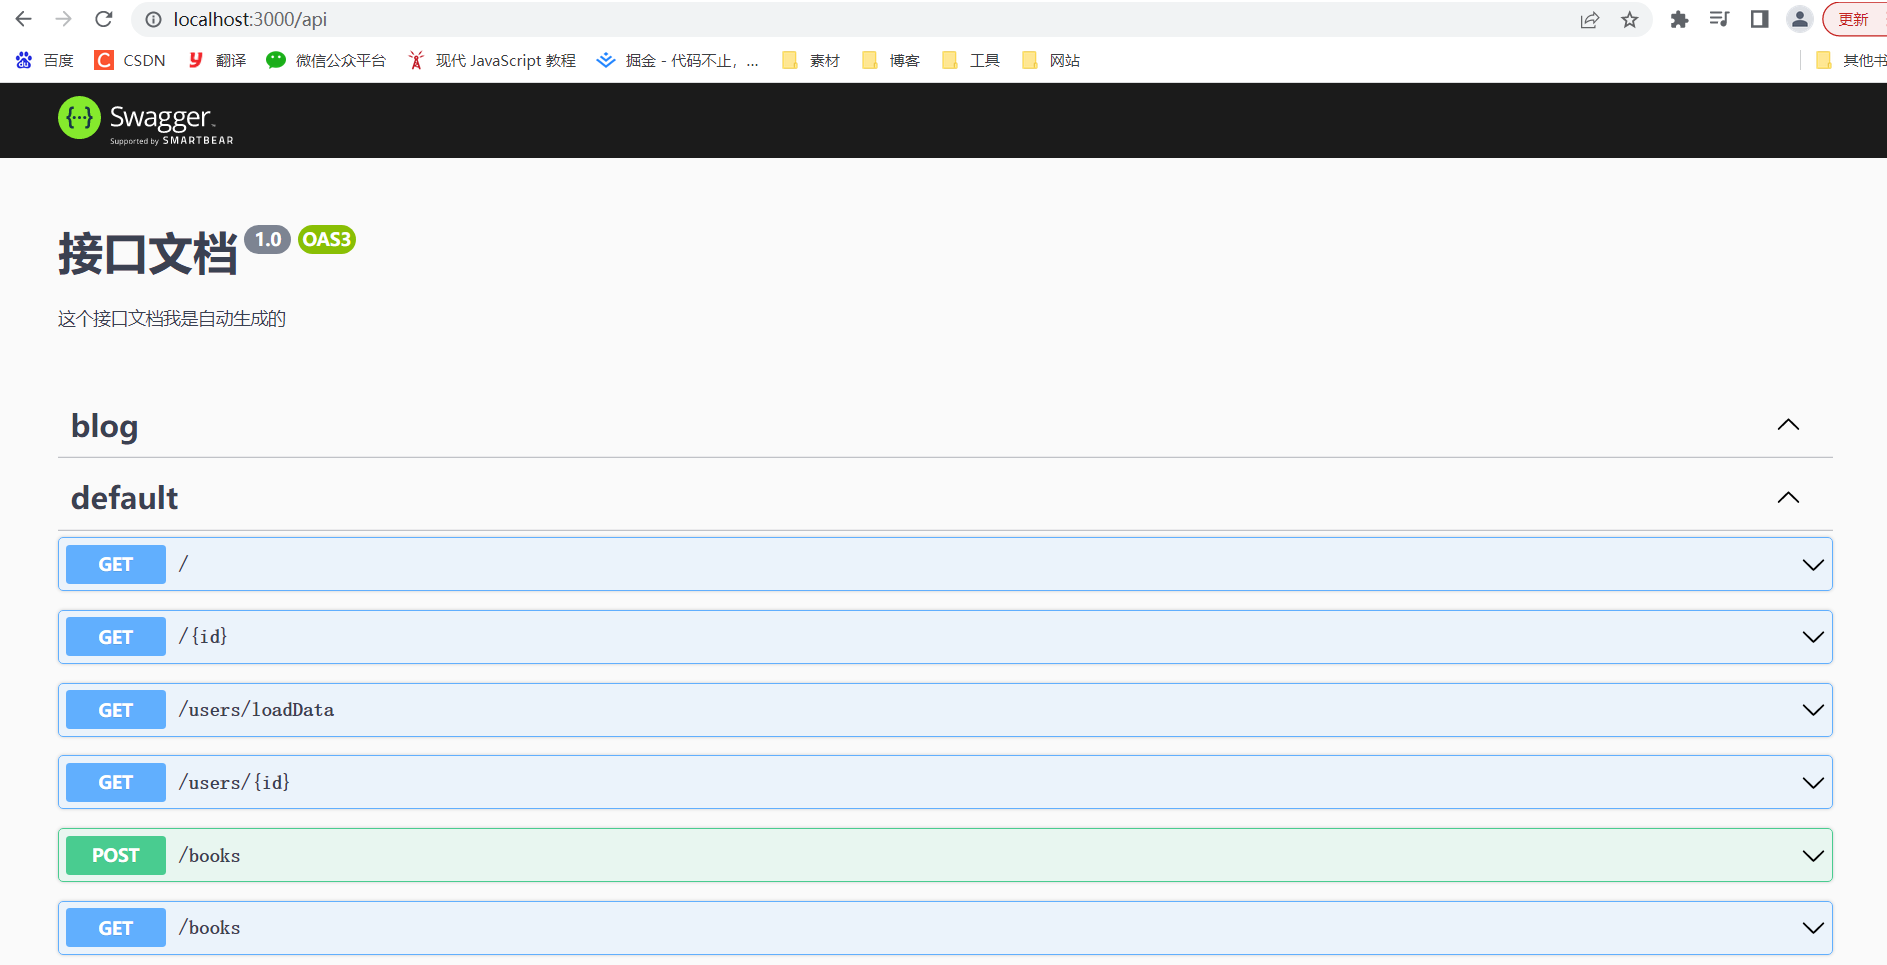 localhost:3000/api
更新
百度 CSDN 翻译 微信公众平台 现代 JavaScript 教程 掘金 - 代码不止, ... 素材 博客 工具 网站 其他书
{...} Swagger
Supported by SMARTBEAR
接口文档 1.0 OAS3
这个接口文档我是自动生成的
blog
default
GET /
GET /{id}
GET /users/loadData
GET /users/{id}
POST /books
GET /books